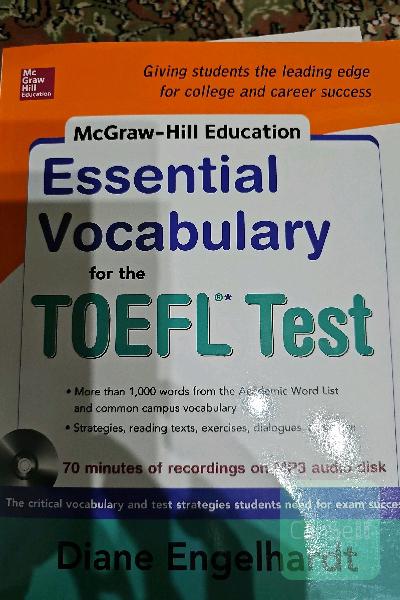 Mc
Graw
Hill
Education
Giving students the leading edge
for college and career success
McGraw-Hill Education
Essential
Vocabulary
for the
TOEFL®* Test
• More than 1,000 words from the Academic Word List
and common campus vocabulary
• Strategies, reading texts, exercises, dialogues,
70 minutes of recordings on MP3 audio disk
The critical vocabulary and test strategies students need for exam succes
Diane Engelhardt